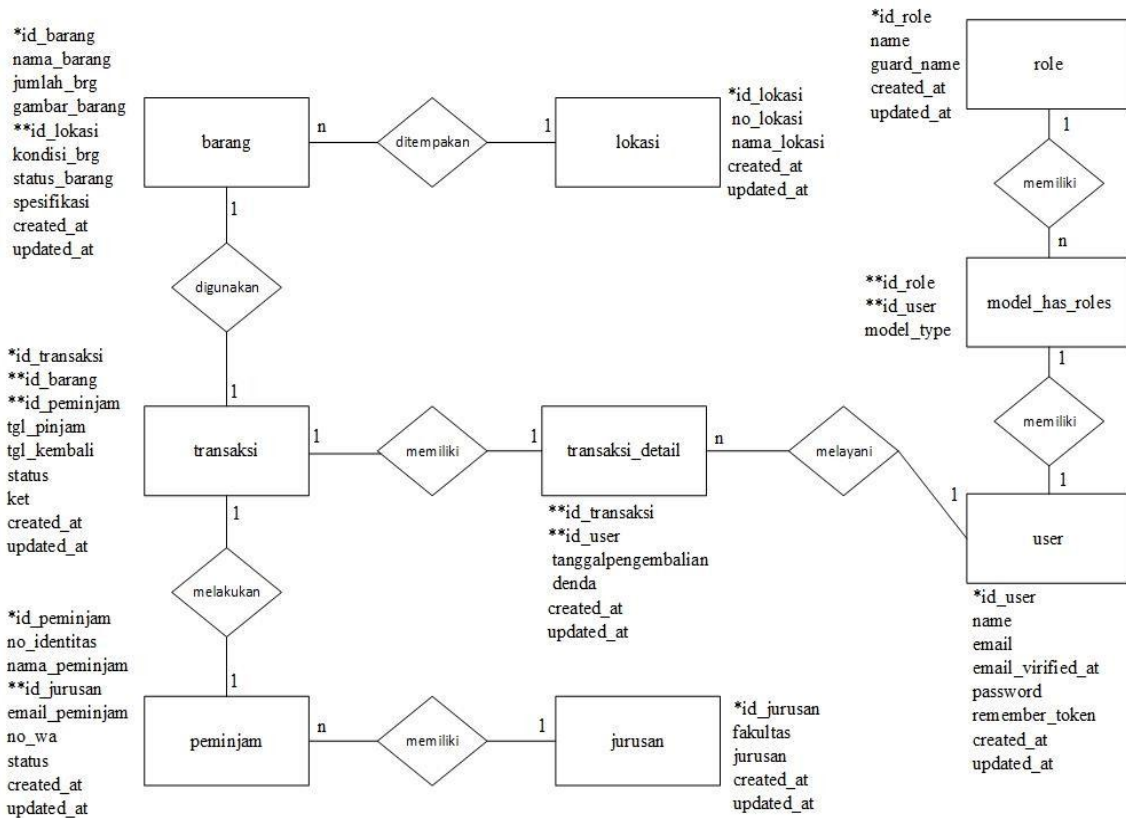 *id_barang
nama_barang
jumlah_brg
gambar_barang
**id_lokasi
kondisi_brg
status_barang
spesifikasi
created_at
updated_at
barang
n
ditempakan
1
lokasi
*id_lokasi
no_lokasi
nama_lokasi
created_at
updated_at
*id_role
name
guard_name
created_at
updated_at
role
1
memiliki
n
**id_role
**id_user
model_type
model_has_roles
1
memiliki
1
1
digunakan
1
*id_transaksi
**id_barang
**id_peminjam
tgl_pinjam
tgl_kembali
status
ket
created_at
updated_at
transaksi
1
memiliki
1
transaksi_detail
n
melayani
1
user
**id_transaksi
**id_user
tanggalpengembalian
denda
created_at
updated_at
*id_user
name
email
email_virified_at
password
remember_token
created_at
updated_at
1
melakukan
1
*id_peminjam
no_identitas
nama_peminjam
**id_jurusan
email_peminjam
no_wa
status
created_at
updated_at
peminjam
n
memiliki
1
jurusan
*id_jurusan
fakultas
jurusan
created_at
updated_at